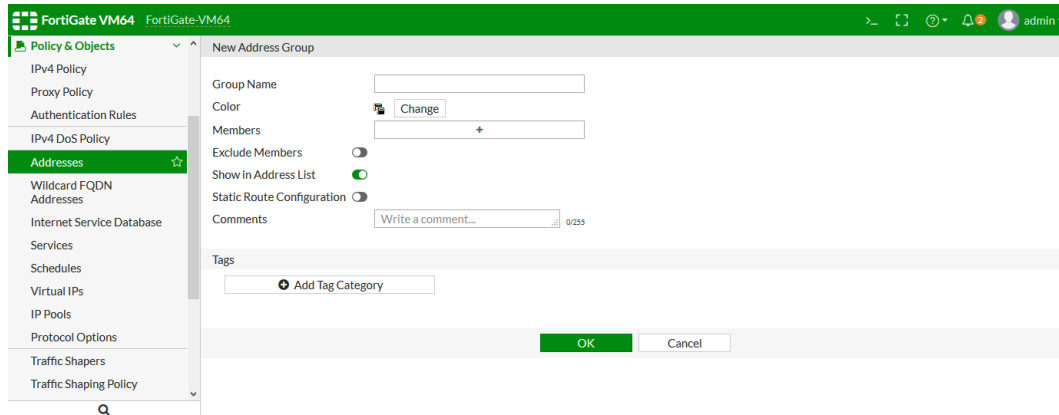 FortiGate VM64 FortiGate-VM64
>_ 2 admin
Policy & Objects
IPv4 Policy
Proxy Policy
Authentication Rules
IPv4 DoS Policy
Addresses
Wildcard FQDN
Addresses
Internet Service Database
Services
Schedules
Virtual IPs
IP Pools
Protocol Options
Traffic Shapers
Traffic Shaping Policy
New Address Group
Group Name
Color Change
Members +
Exclude Members
Show in Address List
Static Route Configuration
Comments Write a comment... 0/255
Tags
Add Tag Category
OK Cancel